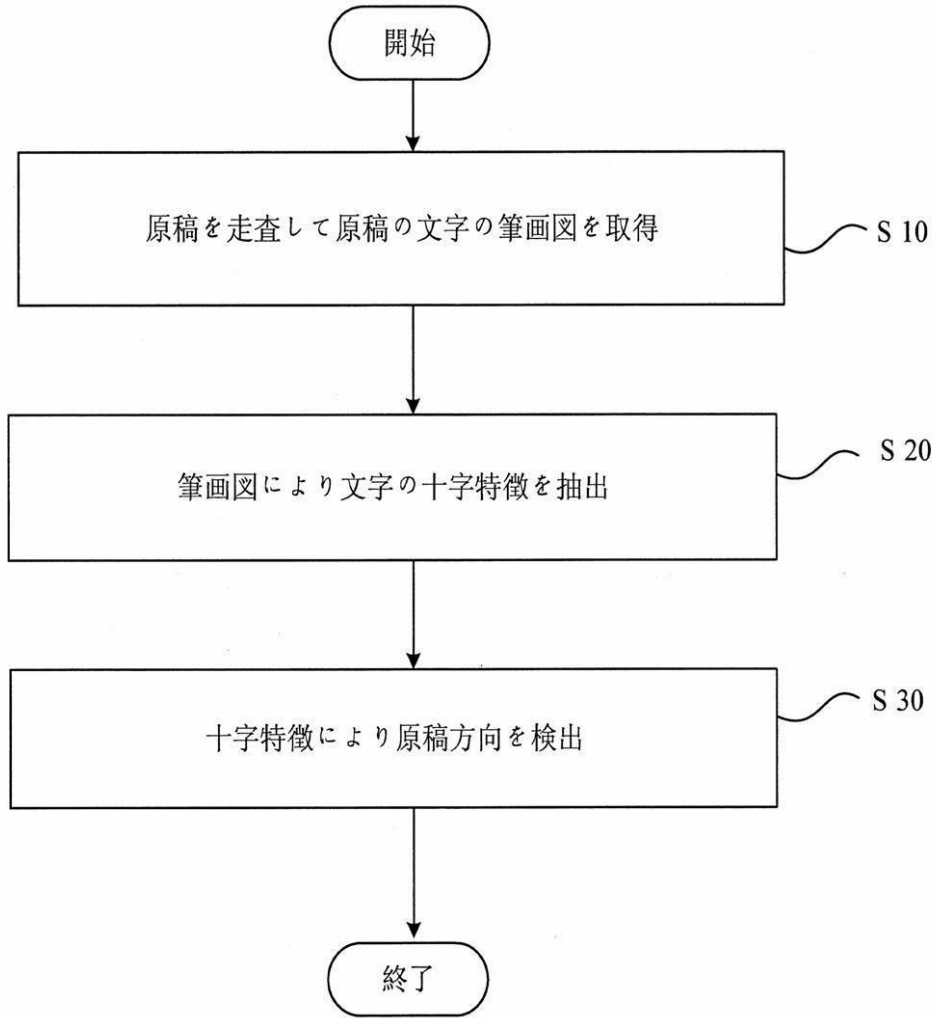 開始
原稿を走査して原稿の文字の筆画図を取得
S 10
筆画図により文字の十字特徴を抽出
S 20
十字特徴により原稿方向を検出
S 30
終了